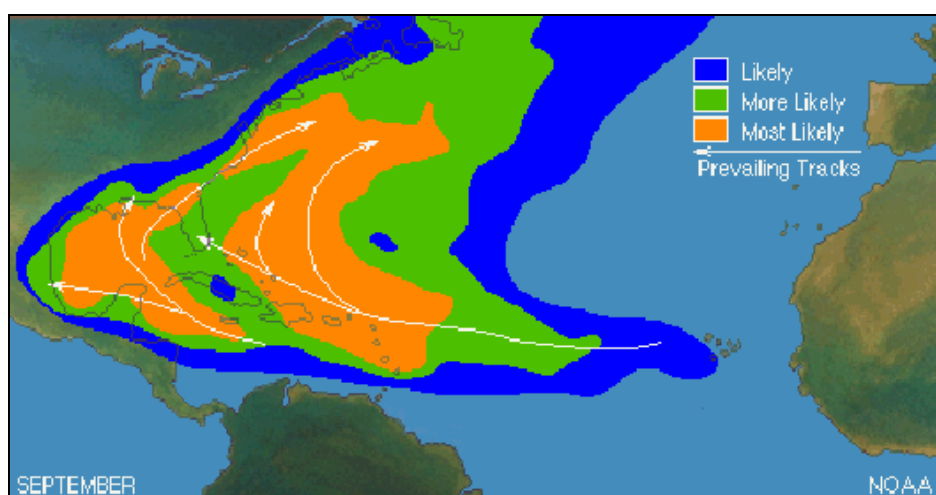 Likely
More Likely
Most Likely
Prevailing Tracks
SEPTEMBER
NOAA